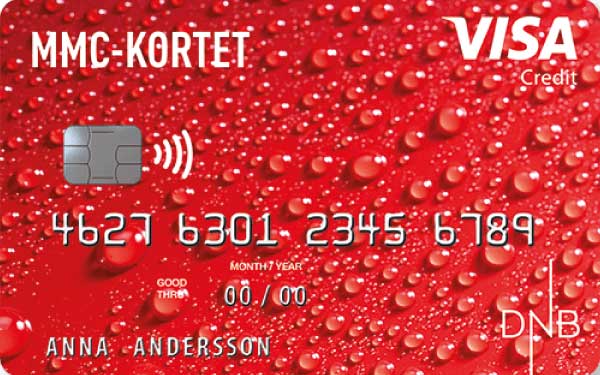 MMC-KORTET
VISA
Credit
4627 6301 2345 6789
MONTH / YEAR
GOOD
THRU
00 / 00
DNB
ANNA ANDERSSON